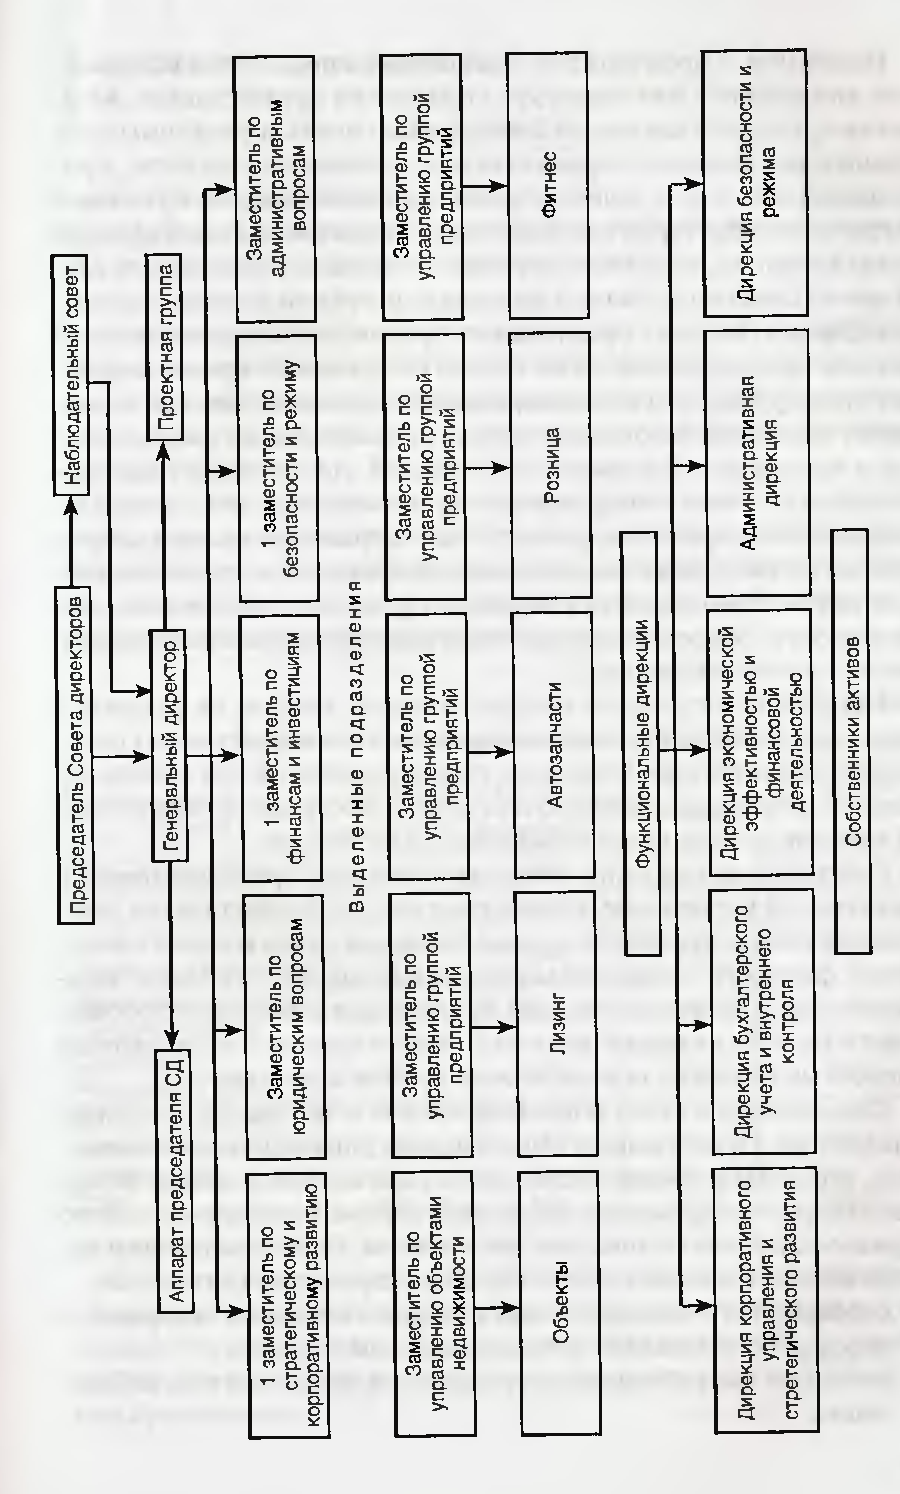 Председатель Совета директоров
Наблюдательный совет
Аппарат председателя СД
Генервльный директор
Проектная группа
1 заместитель по
стратегическому и
корпоративному развитию
Заместитель по
юридическим вопросам
1 заместитель по
финансам и инвестициям
1 заместитель по
безопасности и режиму
Заместитель по
административным
вопросам
Выделенные подразделения
Заместитель по
управлению объектами
недвижимости
Заместитель по
управлению группой
предприятий
Заместитель по
управлению группой
предприятий
Заместитель по
управлению группой
предприятий
Заместитель по
управлению группой
предприятий
Объекты
Лизинг
Автозапчасти
Розница
Фитнес
Функциональные дирекции
Дирекция корпоративного
управления и
стретегического развития
Дирекция бухгалтерского
учета и внутреннего
контроля
Дирекция экономической
эффективностью и
финансовой
деятельностью
Административная
дирекция
Дирекция безопасности и
режима
Собственники активов